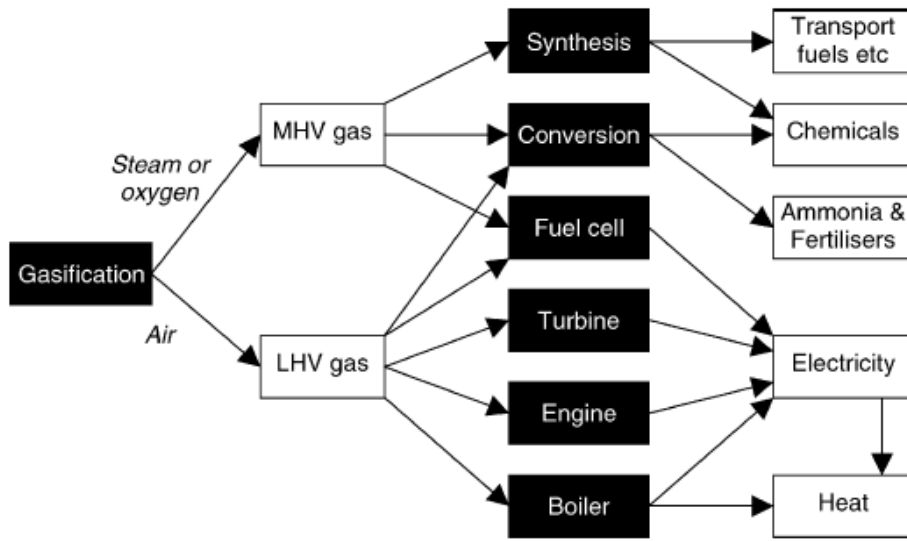 Synthesis
Transport
fuels etc
MHV gas
Conversion
Chemicals
Steam or
oxygen
Fuel cell
Ammonia &
Fertilisers
Gasification
Air
Turbine
LHV gas
Electricity
Engine
Boiler
Heat